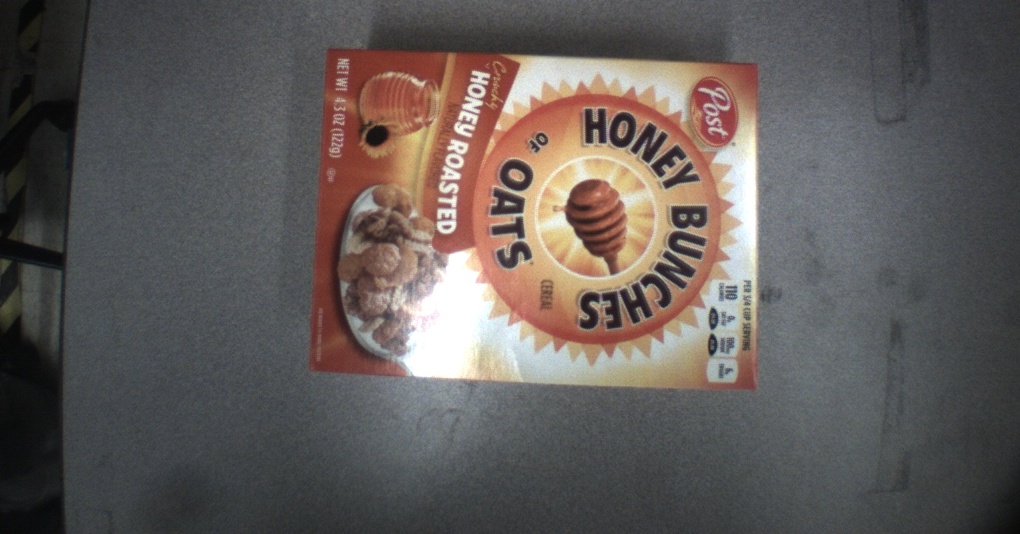 Post
HONEY BUNCHES
OF OATS
CEREAL
PER 3/4 CUP SERVING
110
CALORIES
Crunchy
HONEY ROASTED
NET WT 4.3 OZ (122g)